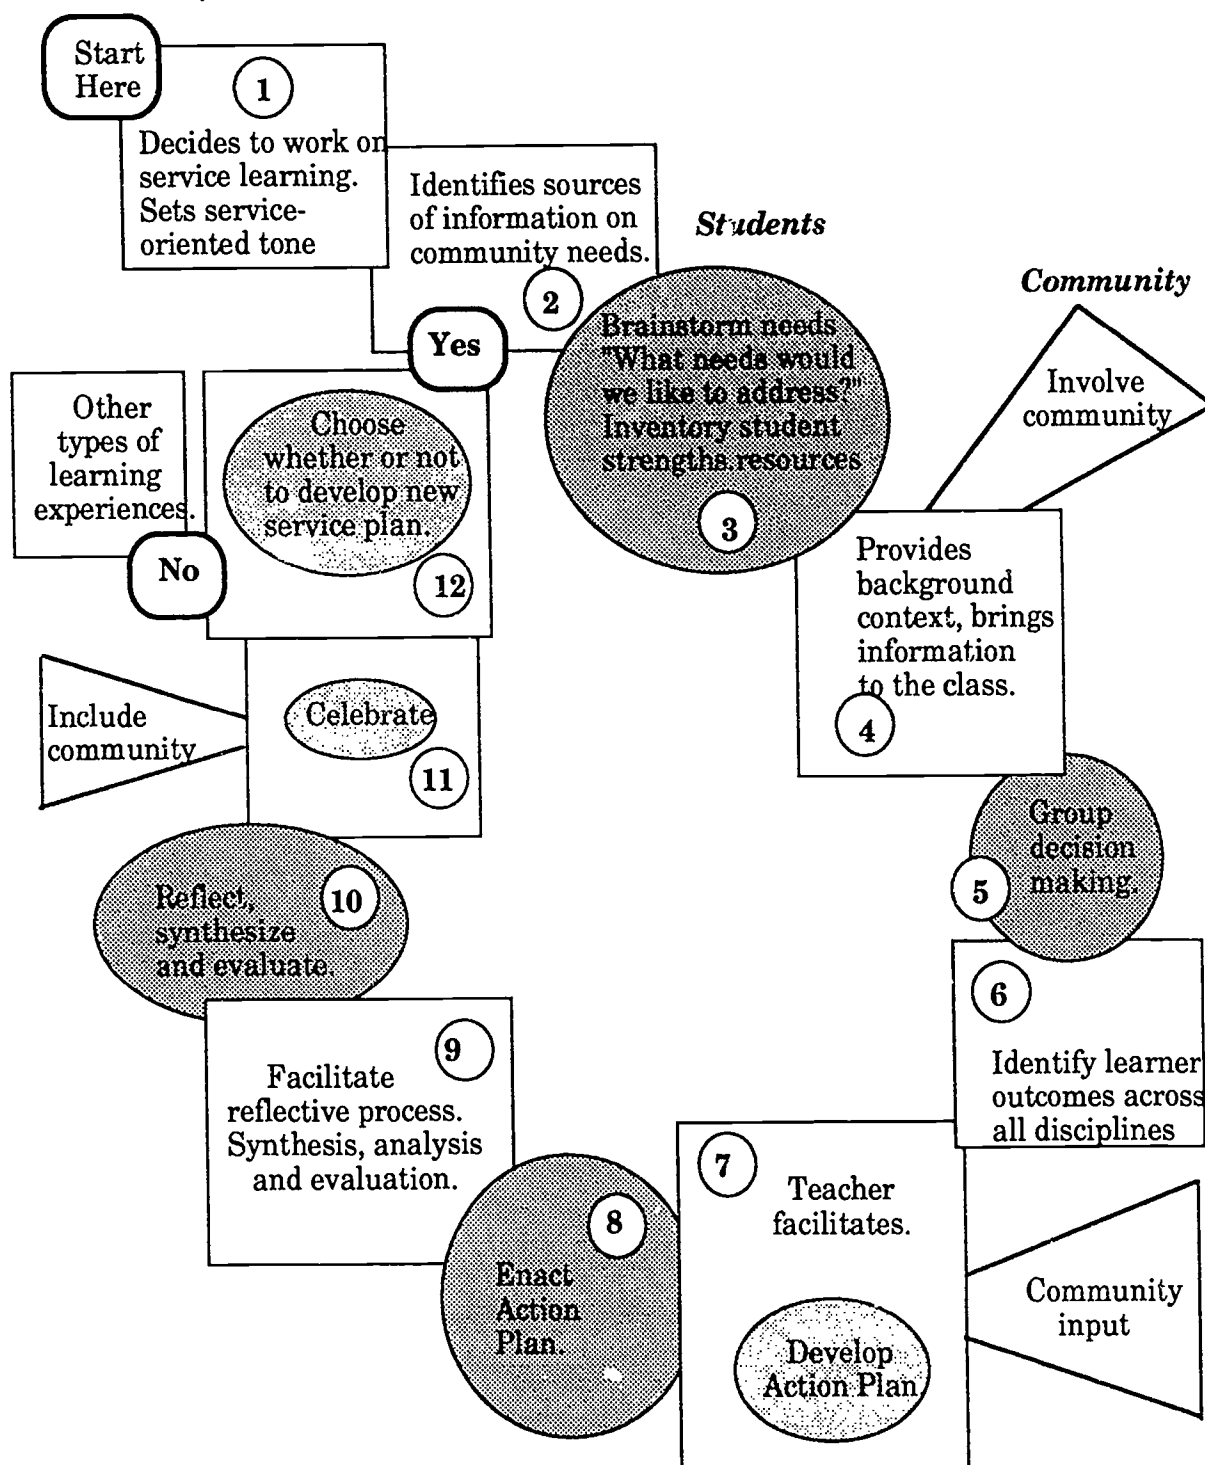 Start
Here
1
Decides to work on
service learning.
Sets service-
oriented tone
Identifies sources
of information on
community needs.
2
Students
Brainstorm needs
"What needs would
we like to address?"
Inventory student
strengths.resources
3
Community
Involve
community
Provides
background
context, brings
information
to the class.
4
Group
decision
making.
5
6
Identify learner
outcomes across
all disciplines
7
Teacher
facilitates.
Develop
Action Plan
Community
input
8
Enact
Action
Plan.
9
Facilitate
reflective process.
Synthesis, analysis
and evaluation.
10
Reflect,
synthesize
and evaluate.
Celebrate
11
Include
community
Choose
whether or not
to develop new
service plan.
12
Yes
No
Other
types of
learning
experiences.